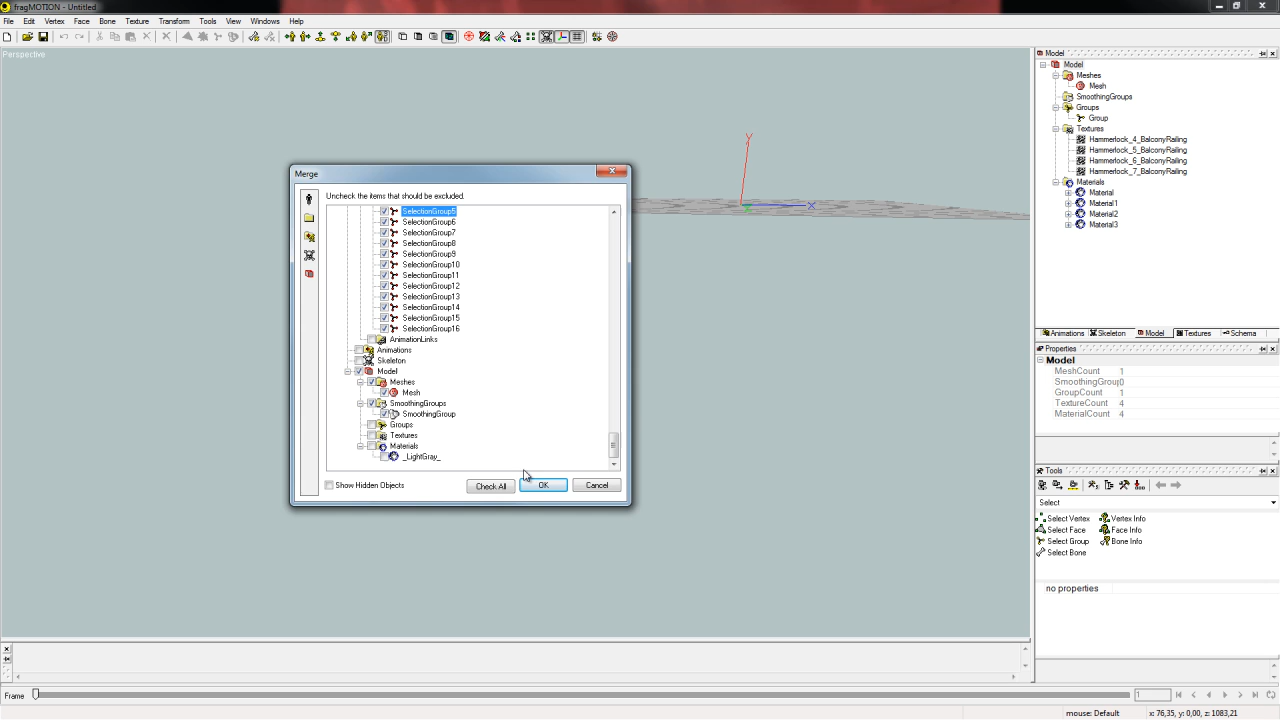 fragMOTION - Untitled
File Edit Vertex Face Bone Texture Transform Tools View Windows Help
Perspective
Merge
Uncheck the items that should be excluded.
SelectionGroup5
SelectionGroup6
SelectionGroup7
SelectionGroup8
SelectionGroup9
SelectionGroup10
SelectionGroup11
SelectionGroup12
SelectionGroup13
SelectionGroup14
SelectionGroup15
SelectionGroup16
AnimationLinks
Animations
Skeleton
Model
Meshes
Mesh
SmoothingGroups
SmoothingGroup
Groups
Textures
Materials
_LightGray_
Show Hidden Objects
Check All
OK
Cancel
Y
X
Model
Model
Meshes
Mesh
SmoothingGroups
Groups
Group
Textures
Hammerlock_4_BalconyRailing
Hammerlock_5_BalconyRailing
Hammerlock_6_BalconyRailing
Hammerlock_7_BalconyRailing
Materials
Material
Material1
Material2
Material3
Animations Skeleton Model Textures Schema
Properties
Model
MeshCount 1
SmoothingGroup 0
GroupCount 1
TextureCount 4
MaterialCount 4
Tools
Select
Select Vertex Vertex Info
Select Face Face Info
Select Group Bone Info
Select Bone
no properties
Frame
1
mouse: Default x: 76,35, y: 0,00, z: 1083,21